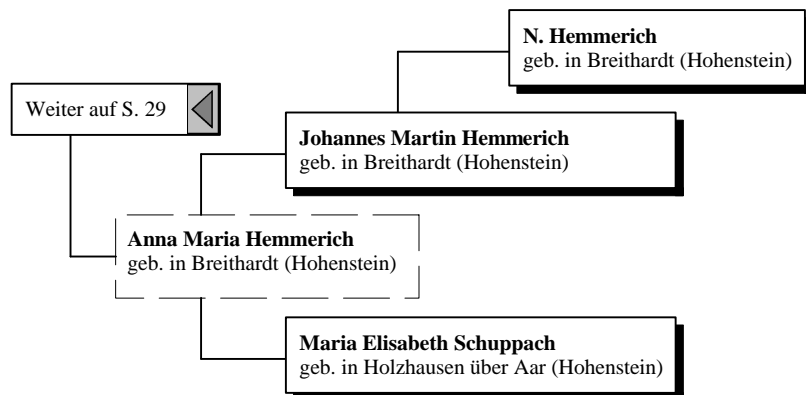 N. Hemmerich
geb. in Breithardt (Hohenstein)
Weiter auf S. 29
Johannes Martin Hemmerich
geb. in Breithardt (Hohenstein)
Anna Maria Hemmerich
geb. in Breithardt (Hohenstein)
Maria Elisabeth Schuppach
geb. in Holzhausen über Aar (Hohenstein)